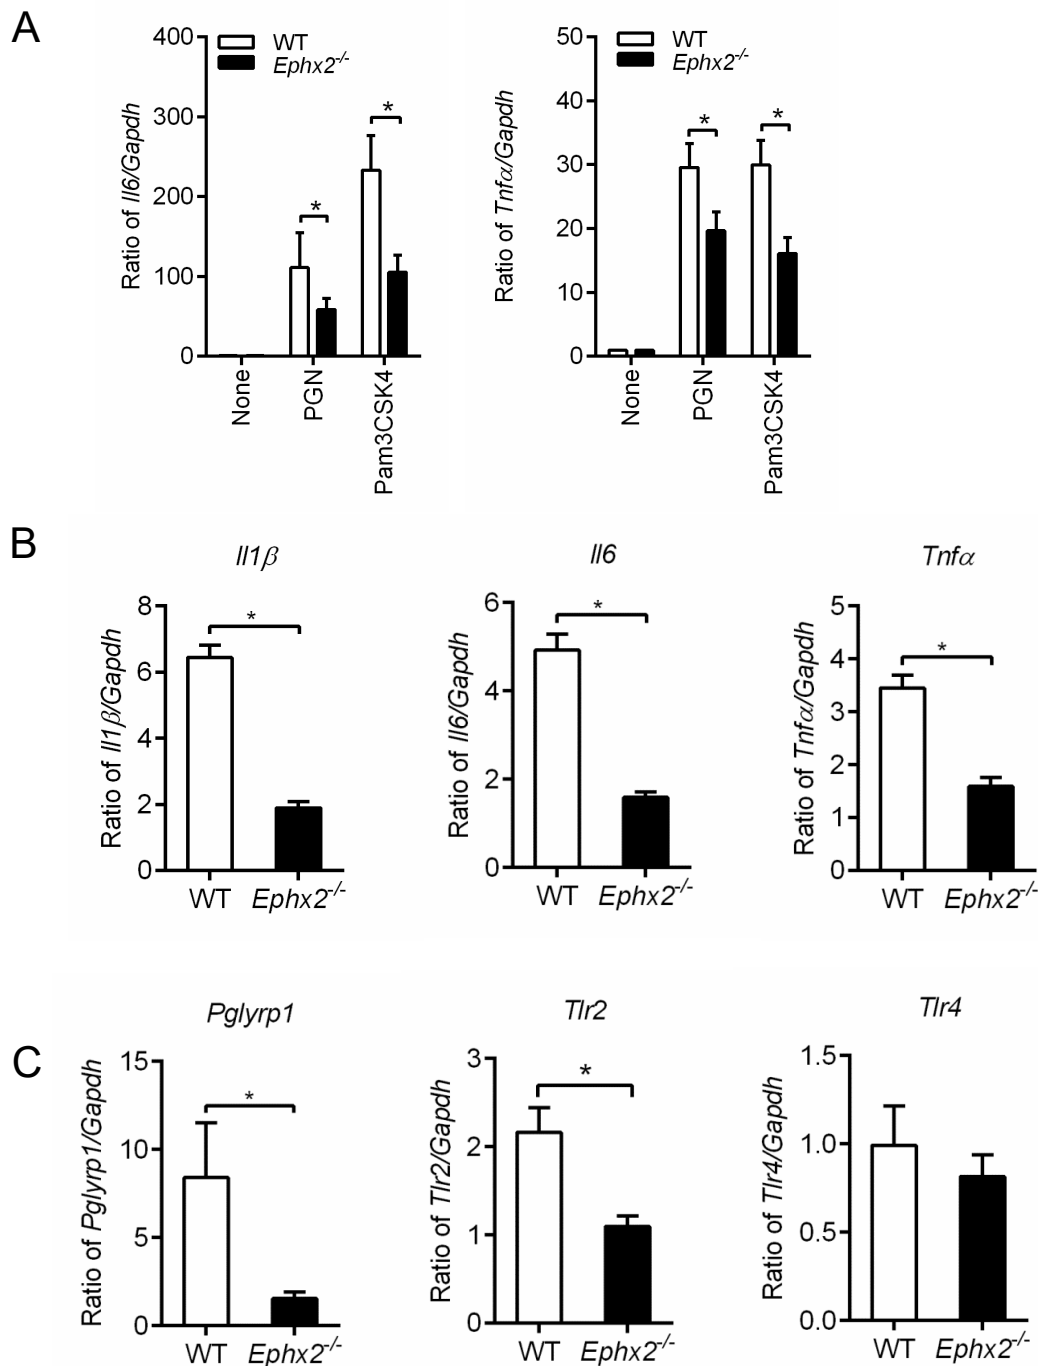 A
400
300
200
100
0
Ratio of Il6/Gapdh
WT
Ephx2-/-
*
*
None
PGN
Pam3CSK4
50
40
30
20
10
0
Ratio of Tnfα/Gapdh
WT
Ephx2-/-
*
*
None
PGN
Pam3CSK4
B
Il1β
8
6
4
2
0
Ratio of Il1β/Gapdh
*
WT Ephx2-/-
Il6
6
4
2
0
Ratio of Il6/Gapdh
*
WT Ephx2-/-
Tnfα
5
4
3
2
1
0
Ratio of Tnfα/Gapdh
*
WT Ephx2-/-
C
Pglyrp1
15
10
5
0
Ratio of Pglyrp1/Gapdh
*
WT Ephx2-/-
Tlr2
3
2
1
0
Ratio of Tlr2/Gapdh
*
WT Ephx2-/-
Tlr4
1.5
1.0
0.5
0.0
Ratio of Tlr4/Gapdh
WT Ephx2-/-